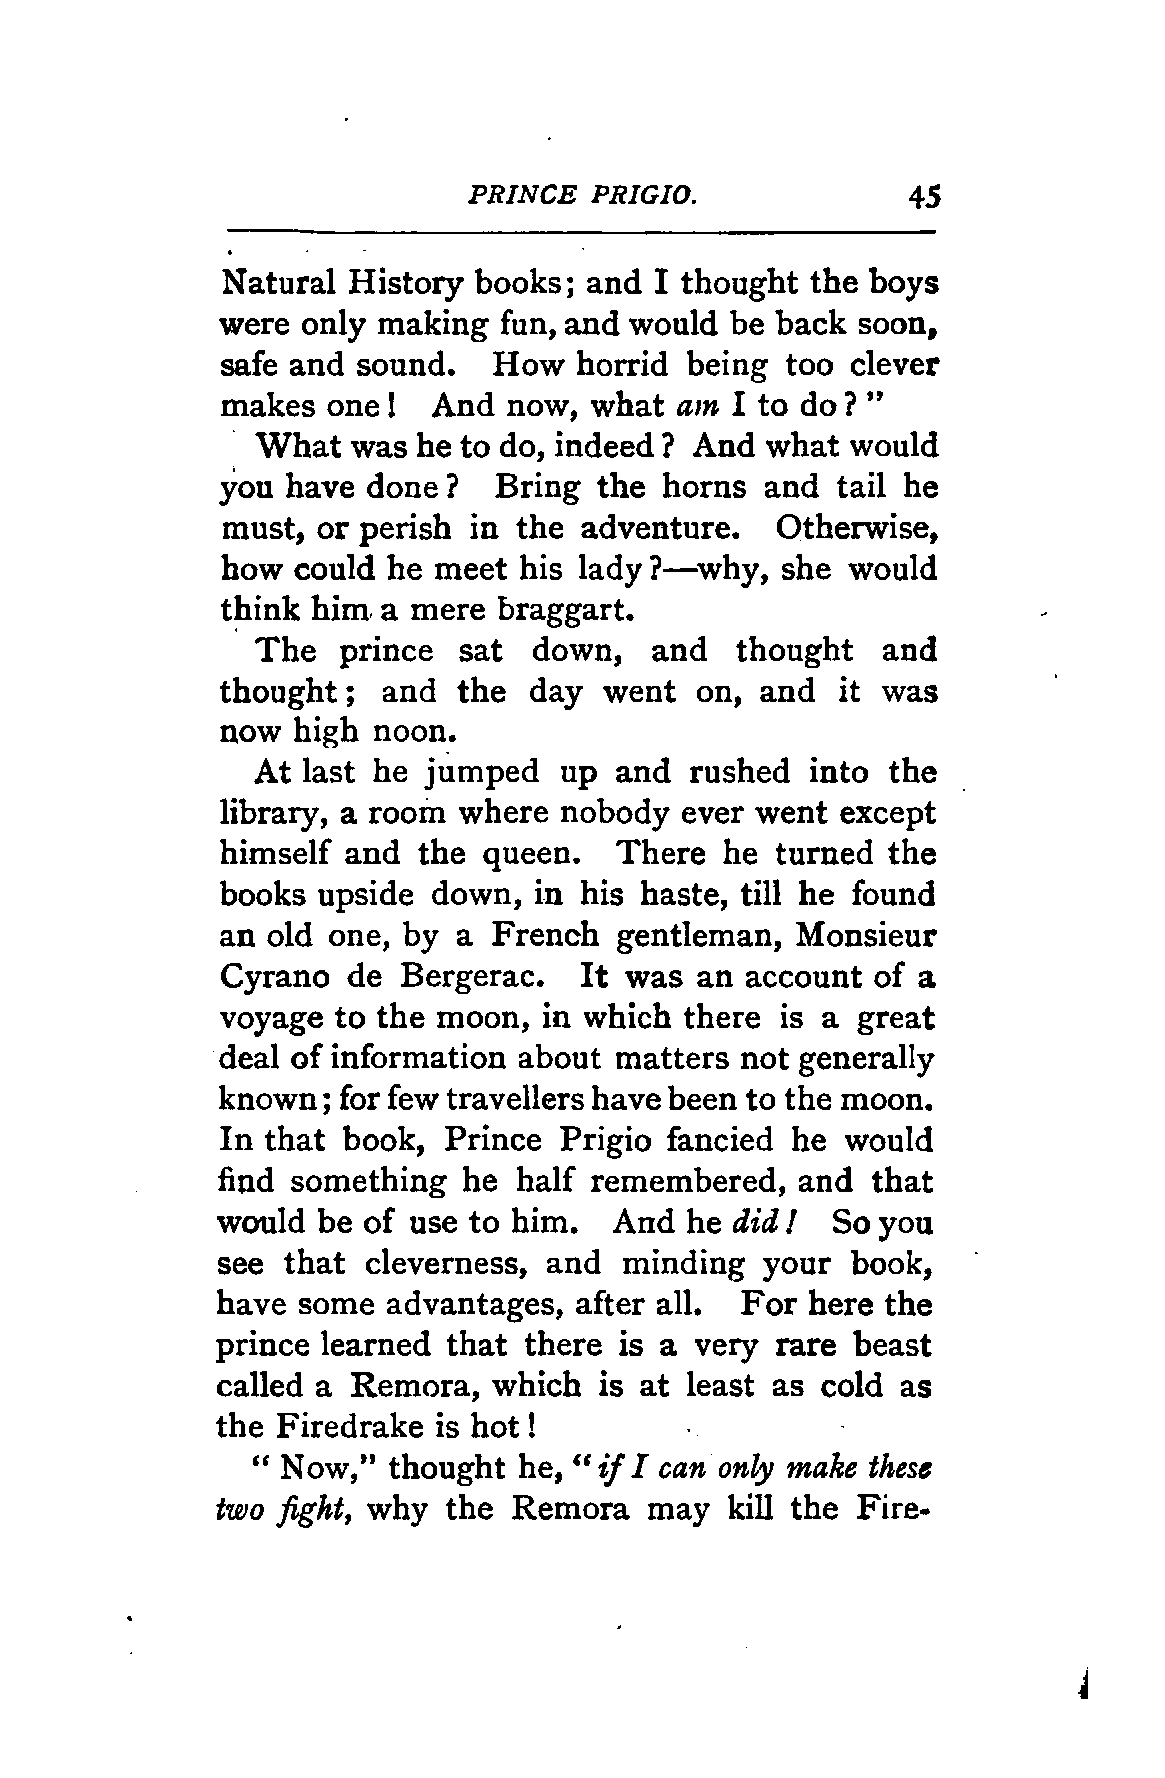 PRINCE PRIGIO. 45
Natural History books; and I thought the boys
were only making fun, and would be back soon,
safe and sound. How horrid being too clever
makes one! And now, what am I to do?"
What was he to do, indeed? And what would
you have done? Bring the horns and tail he
must, or perish in the adventure. Otherwise,
how could he meet his lady?—why, she would
think him a mere braggart.
The prince sat down, and thought and
thought; and the day went on, and it was
now high noon.
At last he jumped up and rushed into the
library, a room where nobody ever went except
himself and the queen. There he turned the
books upside down, in his haste, till he found
an old one, by a French gentleman, Monsieur
Cyrano de Bergerac. It was an account of a
voyage to the moon, in which there is a great
deal of information about matters not generally
known; for few travellers have been to the moon.
In that book, Prince Prigio fancied he would
find something he half remembered, and that
would be of use to him. And he did! So you
see that cleverness, and minding your book,
have some advantages, after all. For here the
prince learned that there is a very rare beast
called a Remora, which is at least as cold as
the Firedrake is hot!
"Now," thought he, "if I can only make these
two fight, why the Remora may kill the Fire-